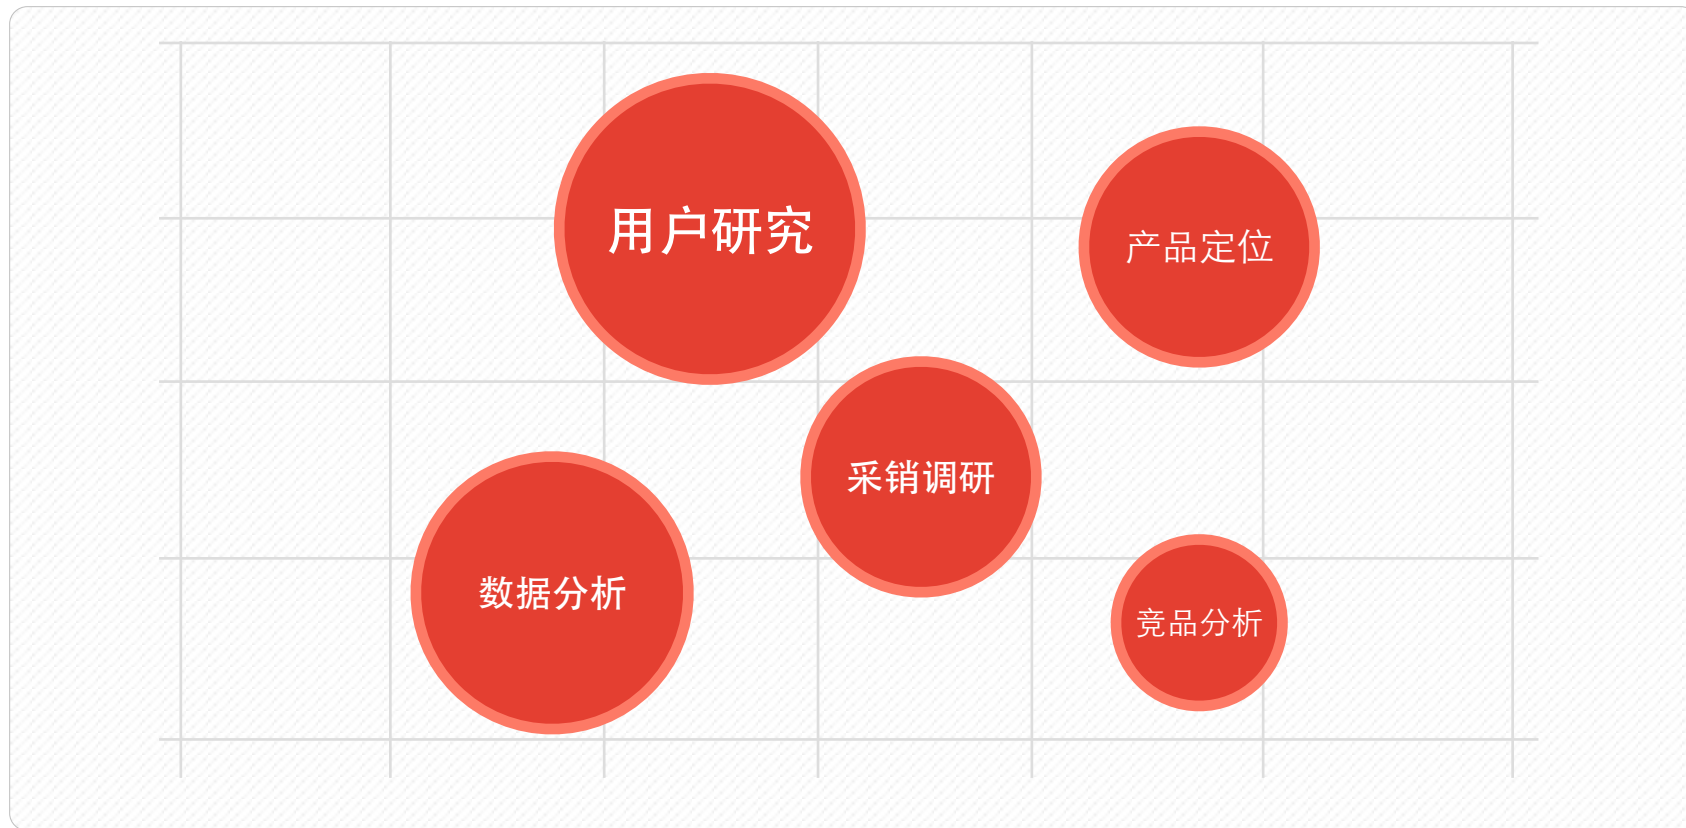 用户研究
产品定位
采销调研
数据分析
竞品分析